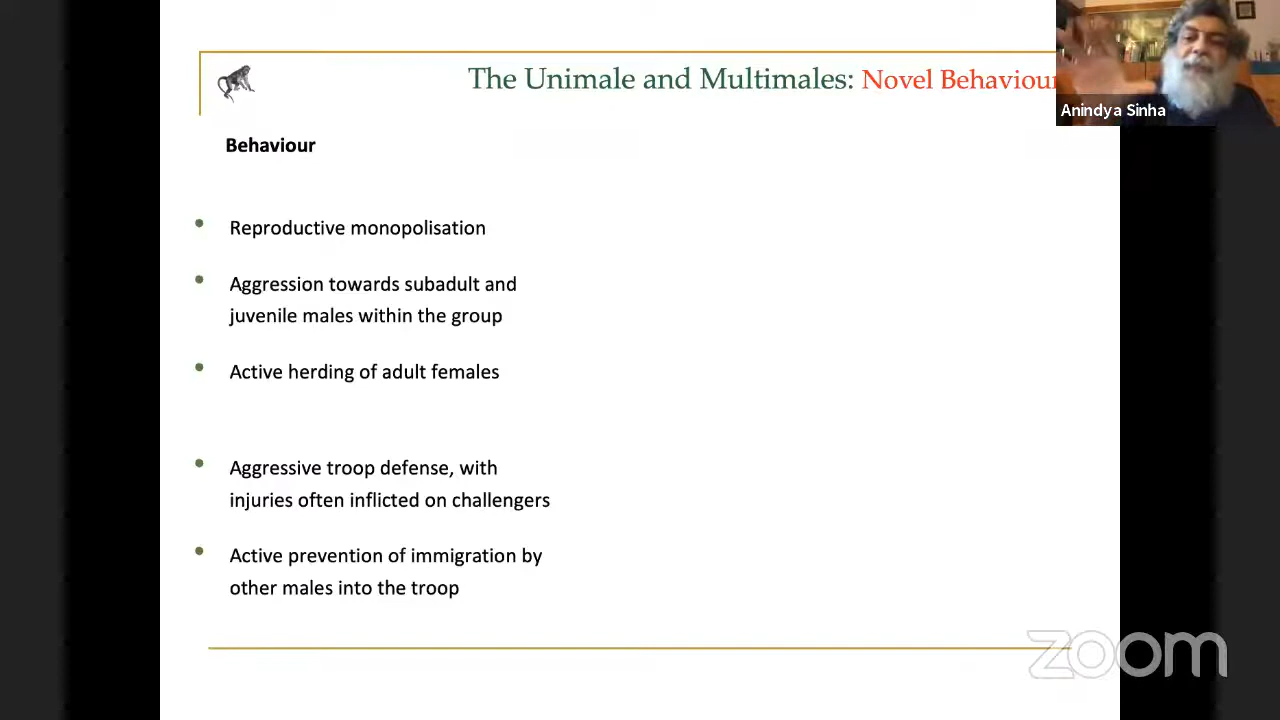 The Unimale and Multimales: Novel Behaviour
Anindya Sinha
Behaviour
• Reproductive monopolisation
• Aggression towards subadult and
juvenile males within the group
• Active herding of adult females
• Aggressive troop defense, with
injuries often inflicted on challengers
• Active prevention of immigration by
other males into the troop
zoom